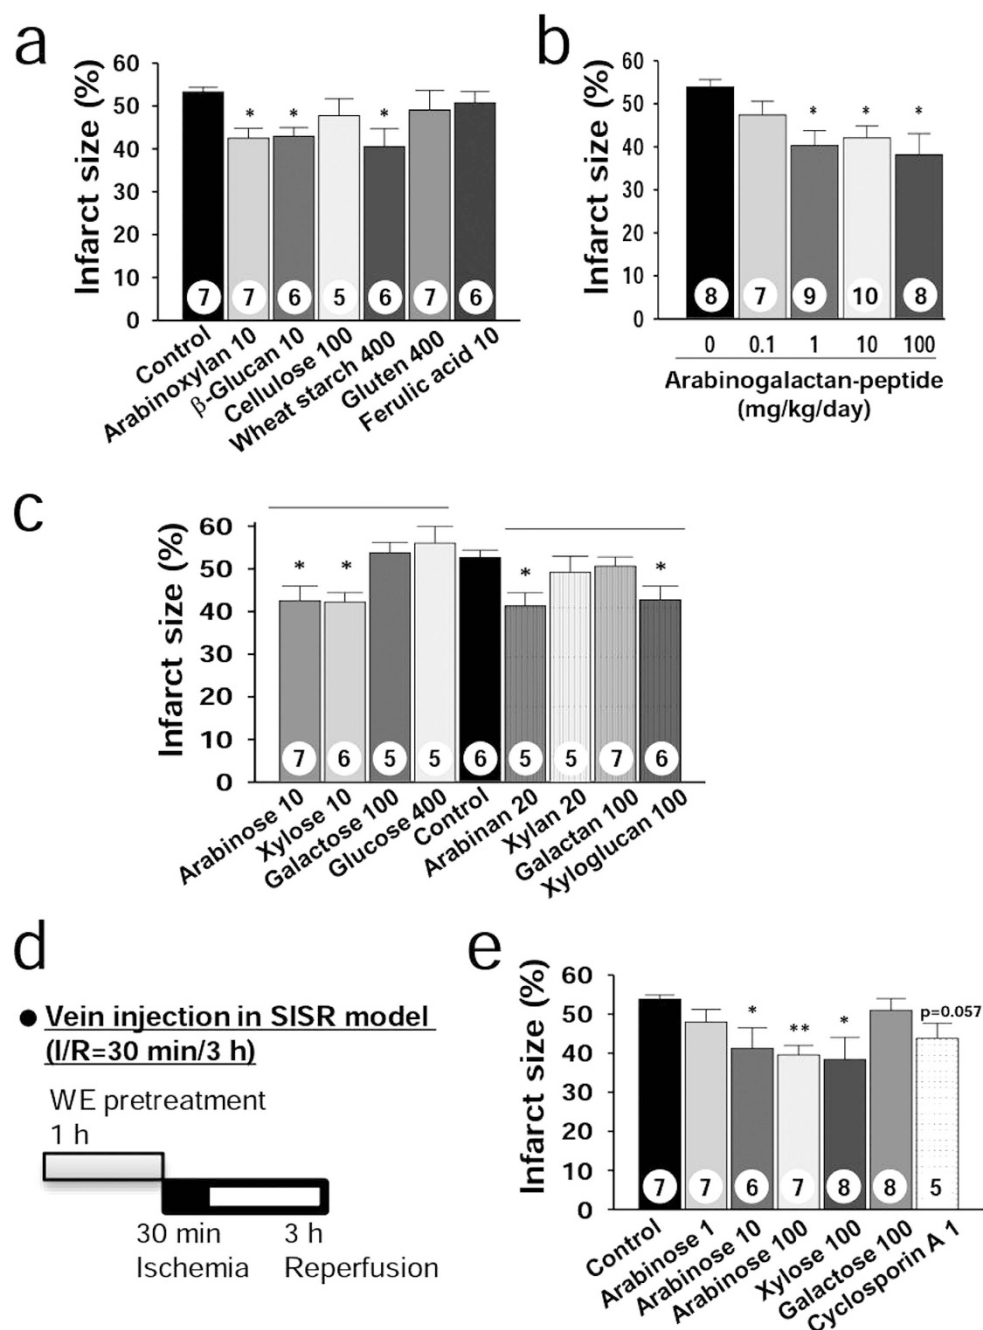 a
Infarct size (%)
60
50
40
30
20
10
0
* * *
7 7 6 5 6 7 6
Control
Arabinoxylan 10
β-Glucan 10
Cellulose 100
Wheat starch 400
Gluten 400
Ferulic acid 10
b
Infarct size (%)
60
50
40
30
20
10
0
* * *
8 7 9 10 8
0 0.1 1 10 100
Arabinogalactan-peptide
(mg/kg/day)
c
Infarct size (%)
60
50
40
30
20
10
0
* * * *
7 6 5 5 6 5 5 7 6
Arabinose 10
Xylose 10
Galactose 100
Glucose 400
Control
Arabinan 20
Xylan 20
Galactan 100
Xyloglucan 100
d
● Vein injection in SISR model
(I/R=30 min/3 h)
WE pretreatment
1 h
30 min 3 h
Ischemia Reperfusion
e
Infarct size (%)
60
50
40
30
20
10
0
* ** * p=0.057
7 7 6 7 8 8 5
Control
Arabinose 1
Arabinose 10
Arabinose 100
Xylose 100
Galactose 100
Cyclosporin A 1